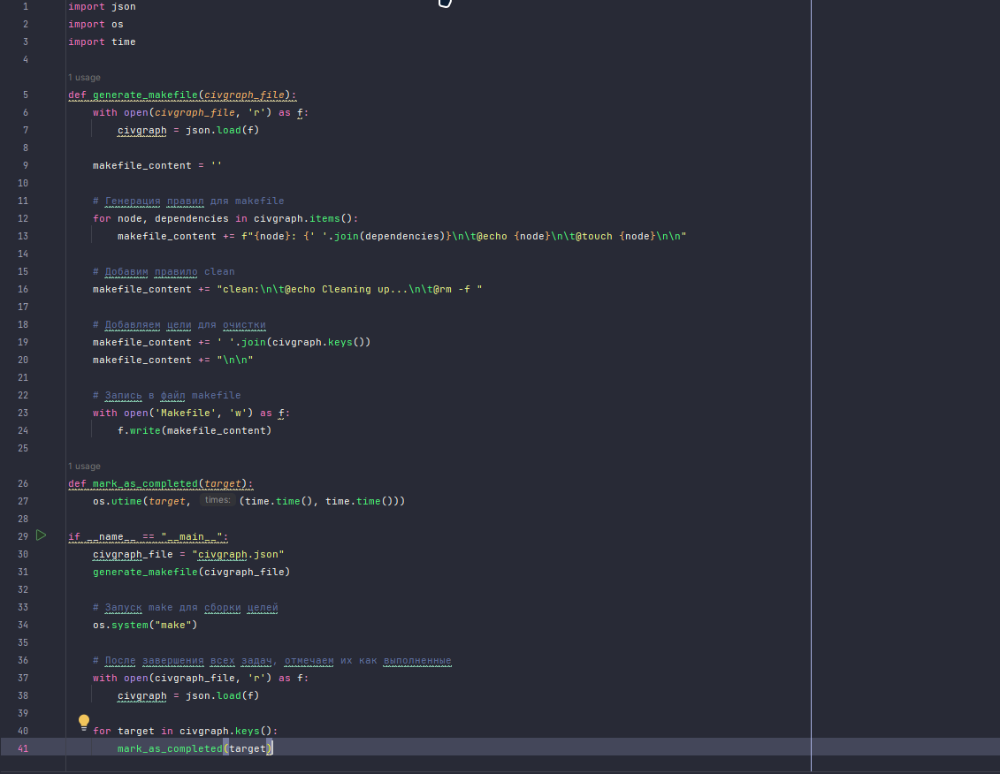 1 import json
2 import os
3 import time
4
1 usage
5 def generate_makefile(civgraph_file):
6     with open(civgraph_file, 'r') as f:
7         civgraph = json.load(f)
8
9     makefile_content = ''
10
11     # Генерация правил для makefile
12     for node, dependencies in civgraph.items():
13         makefile_content += f"{node}: {' '.join(dependencies)}\n\t@echo {node}\n\t@touch {node}\n\n"
14
15     # Добавим правило clean
16     makefile_content += "clean:\n\t@echo Cleaning up...\n\t@rm -f "
17
18     # Добавляем цели для очистки
19     makefile_content += ' '.join(civgraph.keys())
20     makefile_content += "\n\n"
21
22     # Запись в файл makefile
23     with open('Makefile', 'w') as f:
24         f.write(makefile_content)
25
1 usage
26 def mark_as_completed(target):
27     os.utime(target, times: (time.time(), time.time()))
28
29 if __name__ == "__main__":
30     civgraph_file = "civgraph.json"
31     generate_makefile(civgraph_file)
32
33     # Запуск make для сборки целей
34     os.system("make")
35
36     # После завершения всех задач, отмечаем их как выполненные
37     with open(civgraph_file, 'r') as f:
38         civgraph = json.load(f)
39
40     for target in civgraph.keys():
41         mark_as_completed(target)